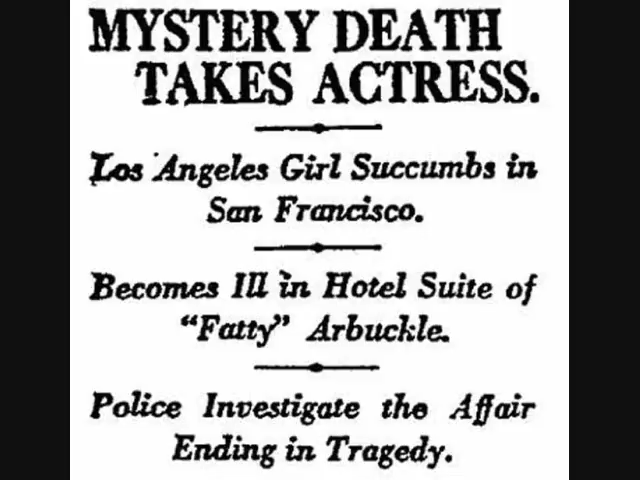 MYSTERY DEATH
TAKES ACTRESS.
Los Angeles Girl Succumbs in
San Francisco.
Becomes Ill in Hotel Suite of
"Fatty" Arbuckle.
Police Investigate the Affair
Ending in Tragedy.